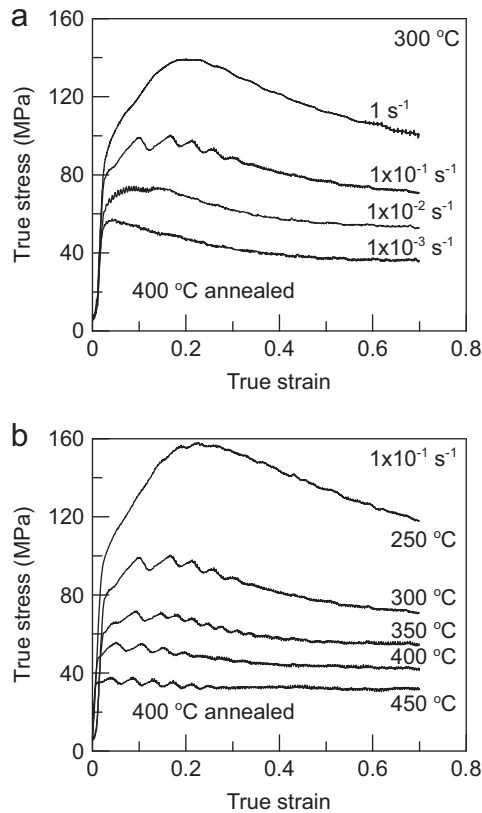 a
160
300 °C
120
1 s⁻¹
True stress (MPa)
80
1x10⁻¹ s⁻¹
1x10⁻² s⁻¹
40
1x10⁻³ s⁻¹
400 °C annealed
0
0 0.2 0.4 0.6 0.8
True strain
b
160
1x10⁻¹ s⁻¹
120
250 °C
True stress (MPa)
80
300 °C
350 °C
40
400 °C
450 °C
400 °C annealed
0
0 0.2 0.4 0.6 0.8
True strain